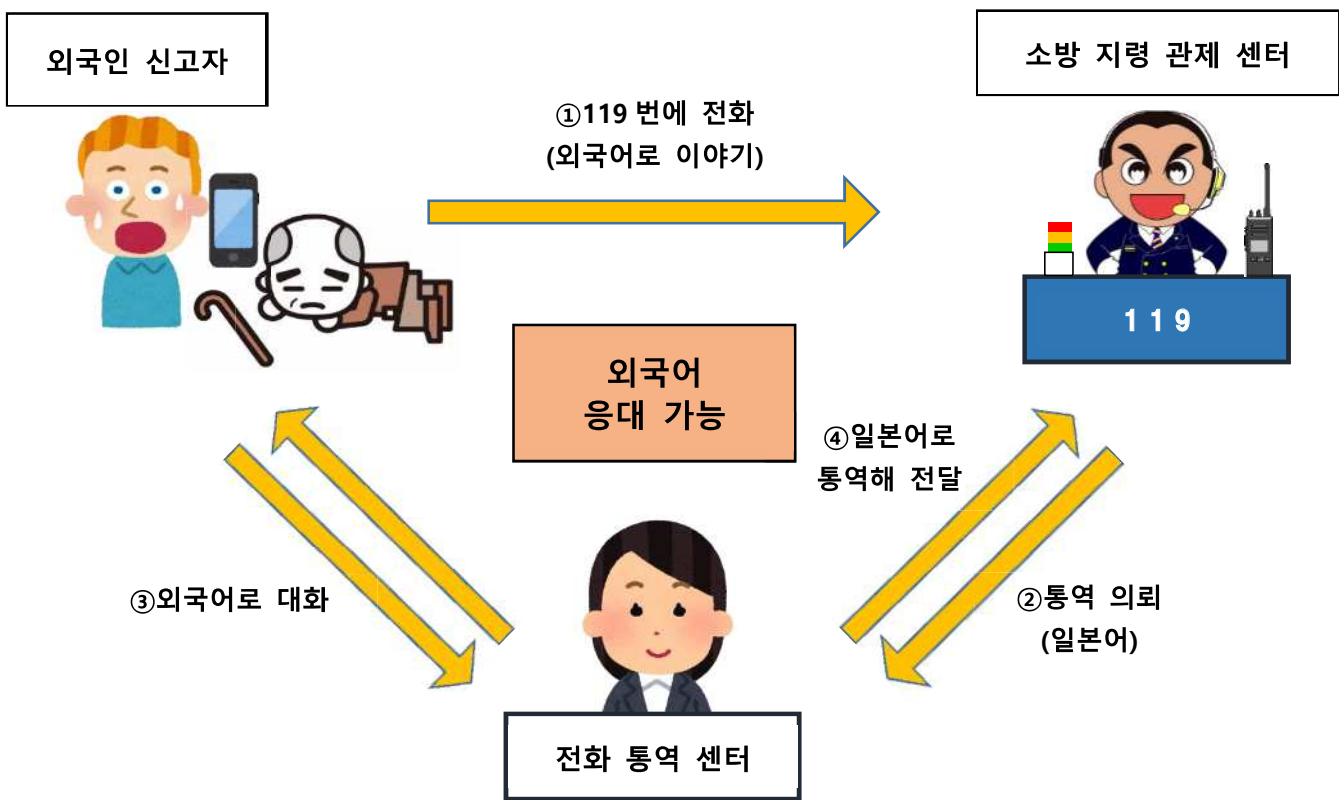 외국인 신고자
소방 지령 관제 센터
①119 번에 전화
(외국어로 이야기)
119
외국어
응대 가능
④일본어로
통역해 전달
③외국어로 대화
②통역 의뢰
(일본어)
전화 통역 센터